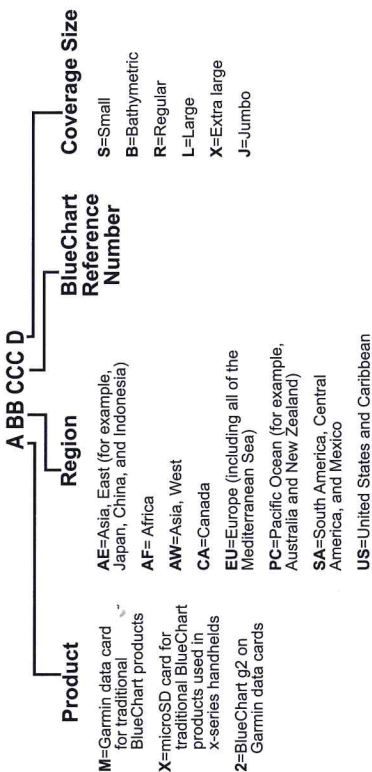 A BB CCC D
Product
M=Garmin data card
for traditional
BlueChart products
X=microSD card for
traditional BlueChart
products used in
x-series handhelds
2=BlueChart g2 on
Garmin data cards
Region
AE=Asia, East (for example,
Japan, China, and Indonesia)
AF= Africa
AW=Asia, West
CA=Canada
EU=Europe (including all of the
Mediterranean Sea)
PC=Pacific Ocean (for example,
Australia and New Zealand)
SA=South America, Central
America, and Mexico
US=United States and Caribbean
BlueChart
Reference
Number
Coverage Size
S=Small
B=Bathymetric
R=Regular
L=Large
X=Extra large
J=Jumbo